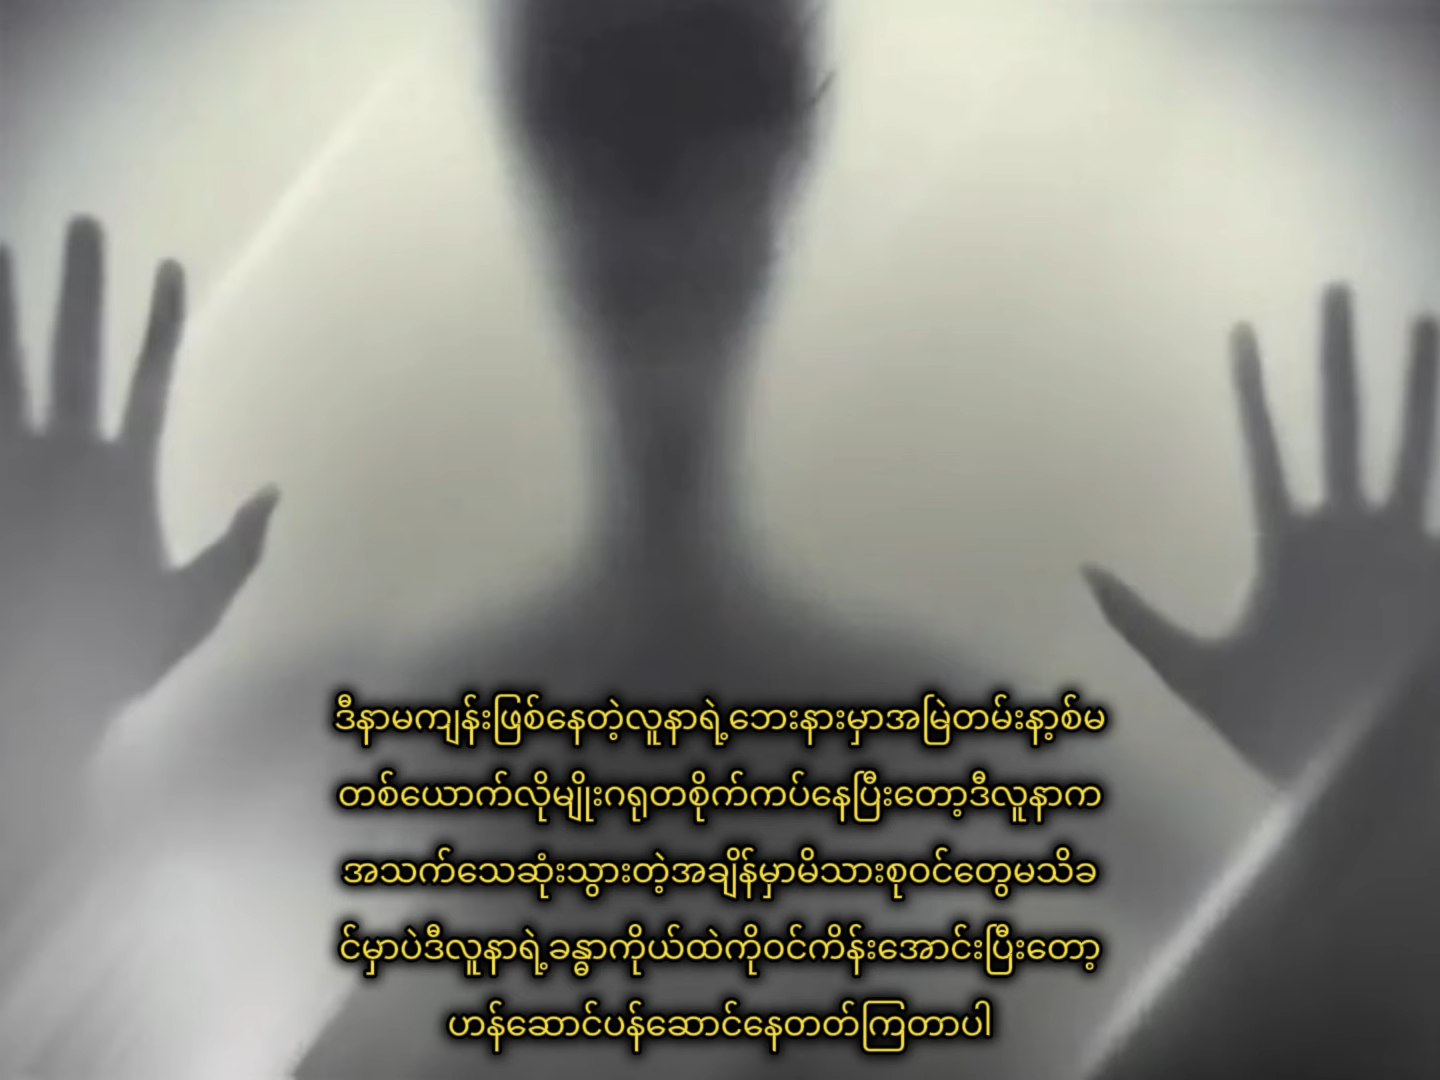 ဒီနာမကျန်းဖြစ်နေတဲ့လူနာရဲ့ဘေးနားမှာအမြဲတမ်းနာ့စ်မ
တစ်ယောက်လိုမျိုးဂရုတစိုက်ကပ်နေပြီးတော့ဒီလူနာက
အသက်သေဆုံးသွားတဲ့အချိန်မှာမိသားစုဝင်တွေမသိခ
င်မှာပဲဒီလူနာရဲ့ခန္ဓာကိုယ်ထဲကိုဝင်ကိန်းအောင်းပြီးတော့
ဟန်ဆောင်ပန်ဆောင်နေတတ်ကြတာပါ